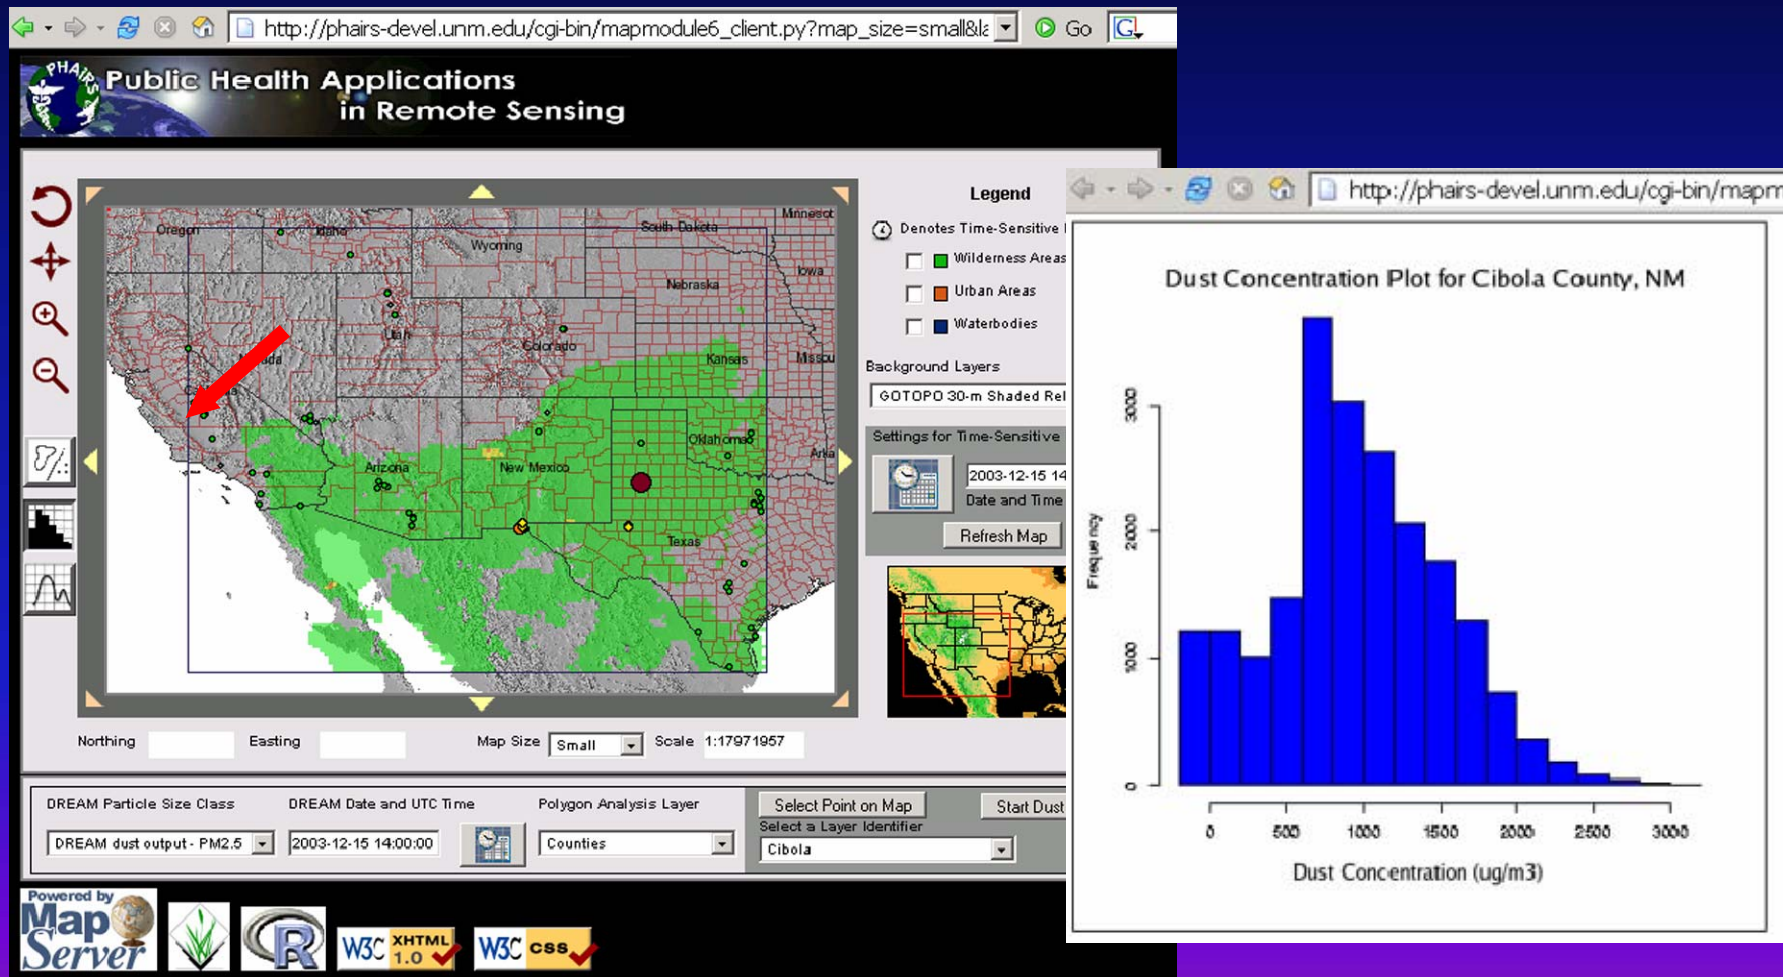 http://phairs-devel.unm.edu/cgi-bin/mapmodule6_client.py?map_size=small&la
Go
G
PHAIRS
Public Health Applications
in Remote Sensing
Oregon
Idaho
Wyoming
South Dakota
Minnesot
Iowa
Nebraska
Utah
Colorado
Kansas
Missou
Oklahoma
Arka
Arizona
New Mexico
Texas
Legend
Denotes Time-Sensitive
Wilderness Areas
Urban Areas
Waterbodies
Background Layers
GOTOPO 30-m Shaded Rel
Settings for Time-Sensitive
2003-12-15 14
Date and Time
Refresh Map
Northing
Easting
Map Size
Small
Scale
1:17971957
DREAM Particle Size Class
DREAM dust output - PM2.5
DREAM Date and UTC Time
2003-12-15 14:00:00
Polygon Analysis Layer
Counties
Select Point on Map
Start Dust
Select a Layer Identifier
Cibola
Powered by
Map
Server
R
W3C XHTML 1.0
W3C css
http://phairs-devel.unm.edu/cgi-bin/mapm
Dust Concentration Plot for Cibola County, NM
Frequency
3000
2000
1000
0
0 500 1000 1500 2000 2500 3000
Dust Concentration (ug/m3)